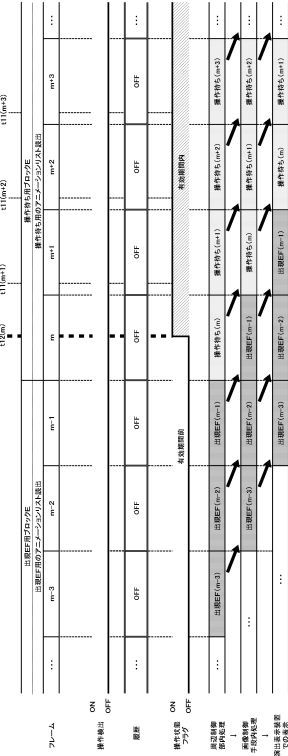 t12(m) t11(m+1) t11(m+2) t11(m+3)
出現EF用ブロックE 操作待ち用ブロックE
出現EF用のアニメーションリスト読出 操作待ち用のアニメーションリスト読出
フレーム … m-3 m-2 m-1 m m+1 m+2 m+3 …
操作検出 ON
OFF
履歴 … OFF OFF OFF OFF OFF OFF OFF …
操作状態
フラグ ON
OFF
有効期間前 有効期間内
周辺制御
部内処理 … 出現EF(m-3) 出現EF(m-2) 出現EF(m-1) 操作待ち(m) 操作待ち(m+1) 操作待ち(m+2) 操作待ち(m+3) …
↓
画像制御
手段内処理 … 出現EF(m-3) 出現EF(m-2) 出現EF(m-1) 操作待ち(m) 操作待ち(m+1) 操作待ち(m+2) …
↓
演出表示装置
での表示 … 出現EF(m-3) 出現EF(m-2) 出現EF(m-1) 操作待ち(m) 操作待ち(m+1) …